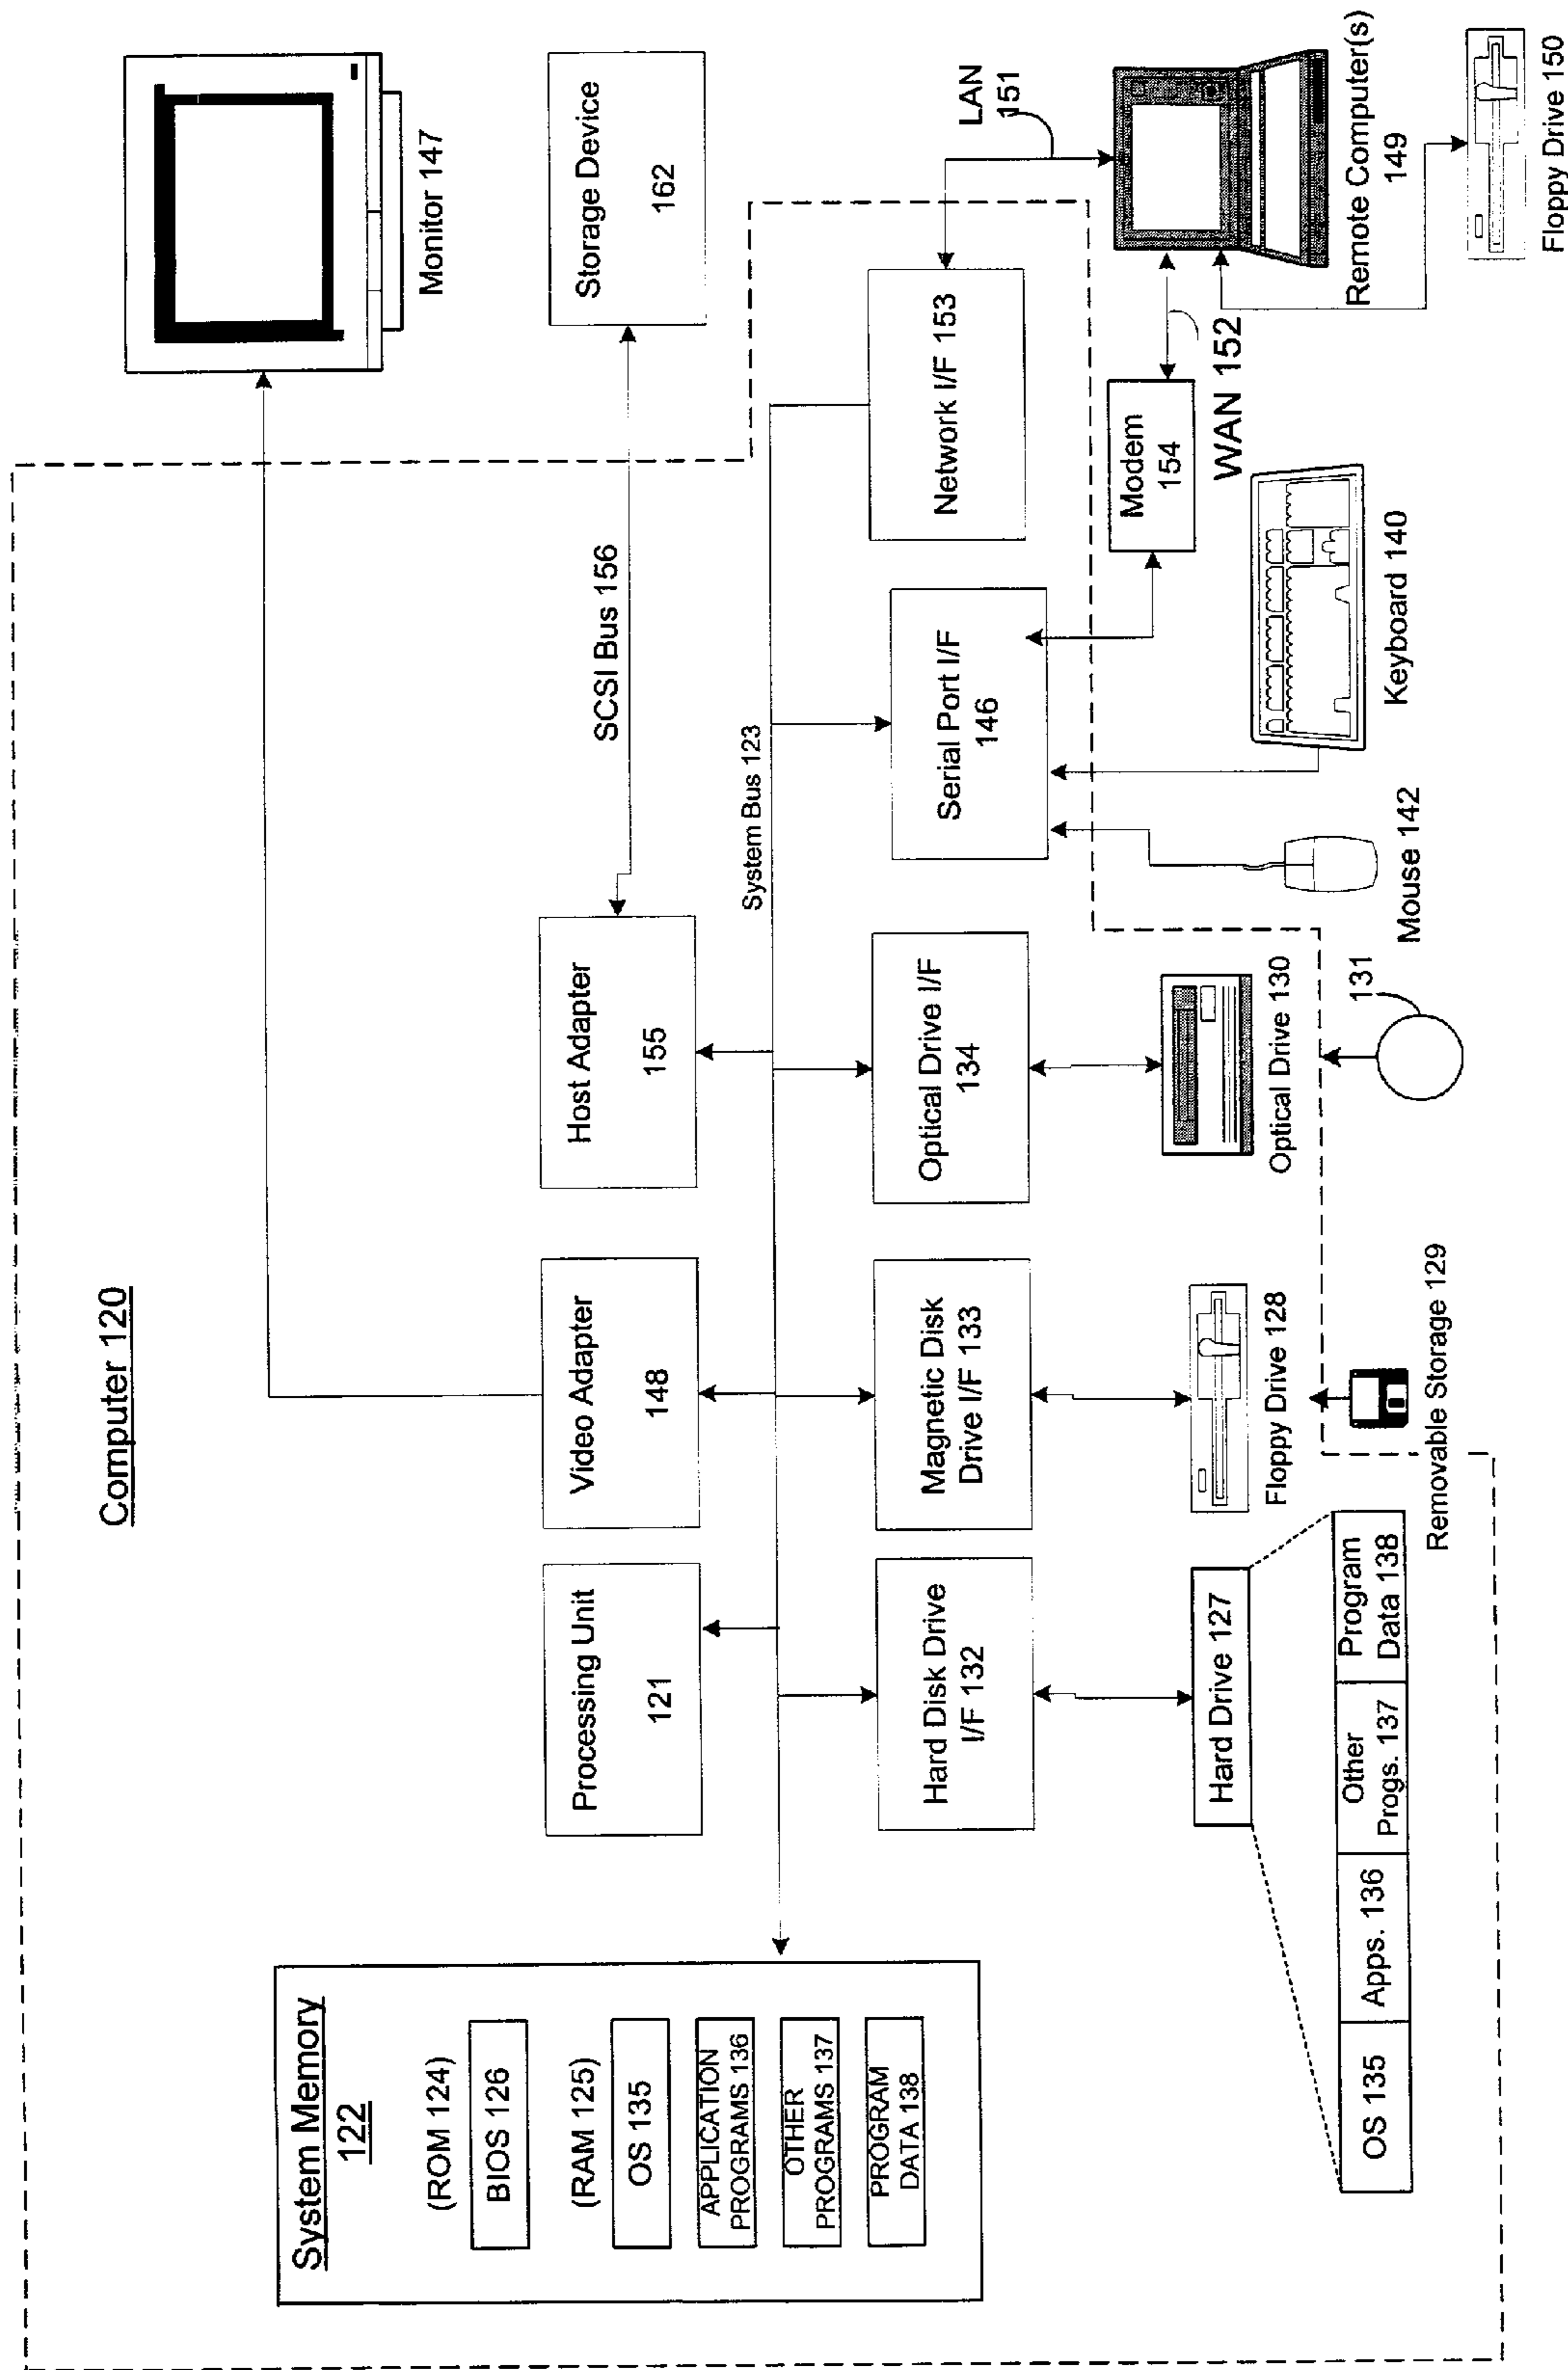 Computer 120
Monitor 147
System Memory
122
(ROM 124)
BIOS 126
(RAM 125)
OS 135
APPLICATION
PROGRAMS 136
OTHER
PROGRAMS 137
PROGRAM
DATA 138
Processing Unit
121
Video Adapter
148
Host Adapter
155
SCSI Bus 156
Storage Device
162
System Bus 123
Hard Disk Drive
I/F 132
Magnetic Disk
Drive I/F 133
Optical Drive I/F
134
Serial Port I/F
146
Network I/F 153
LAN
151
Hard Drive 127
Floppy Drive 128
Optical Drive 130
Modem
154
WAN 152
Remote Computer(s)
149
OS 135
Apps. 136
Other
Progs. 137
Program
Data 138
Removable Storage 129
131
Mouse 142
Keyboard 140
Floppy Drive 150